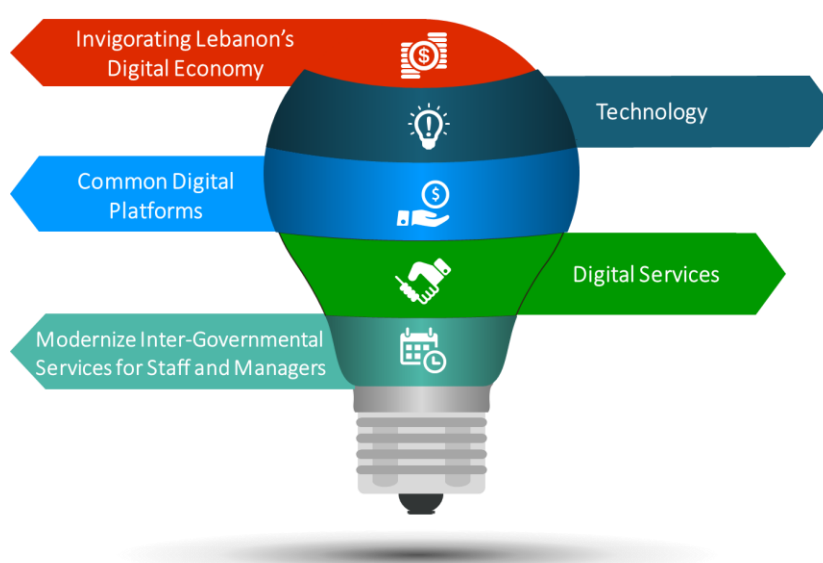 Invigorating Lebanon's
Digital Economy
Technology
Common Digital
Platforms
Digital Services
Modernize Inter-Governmental
Services for Staff and Managers